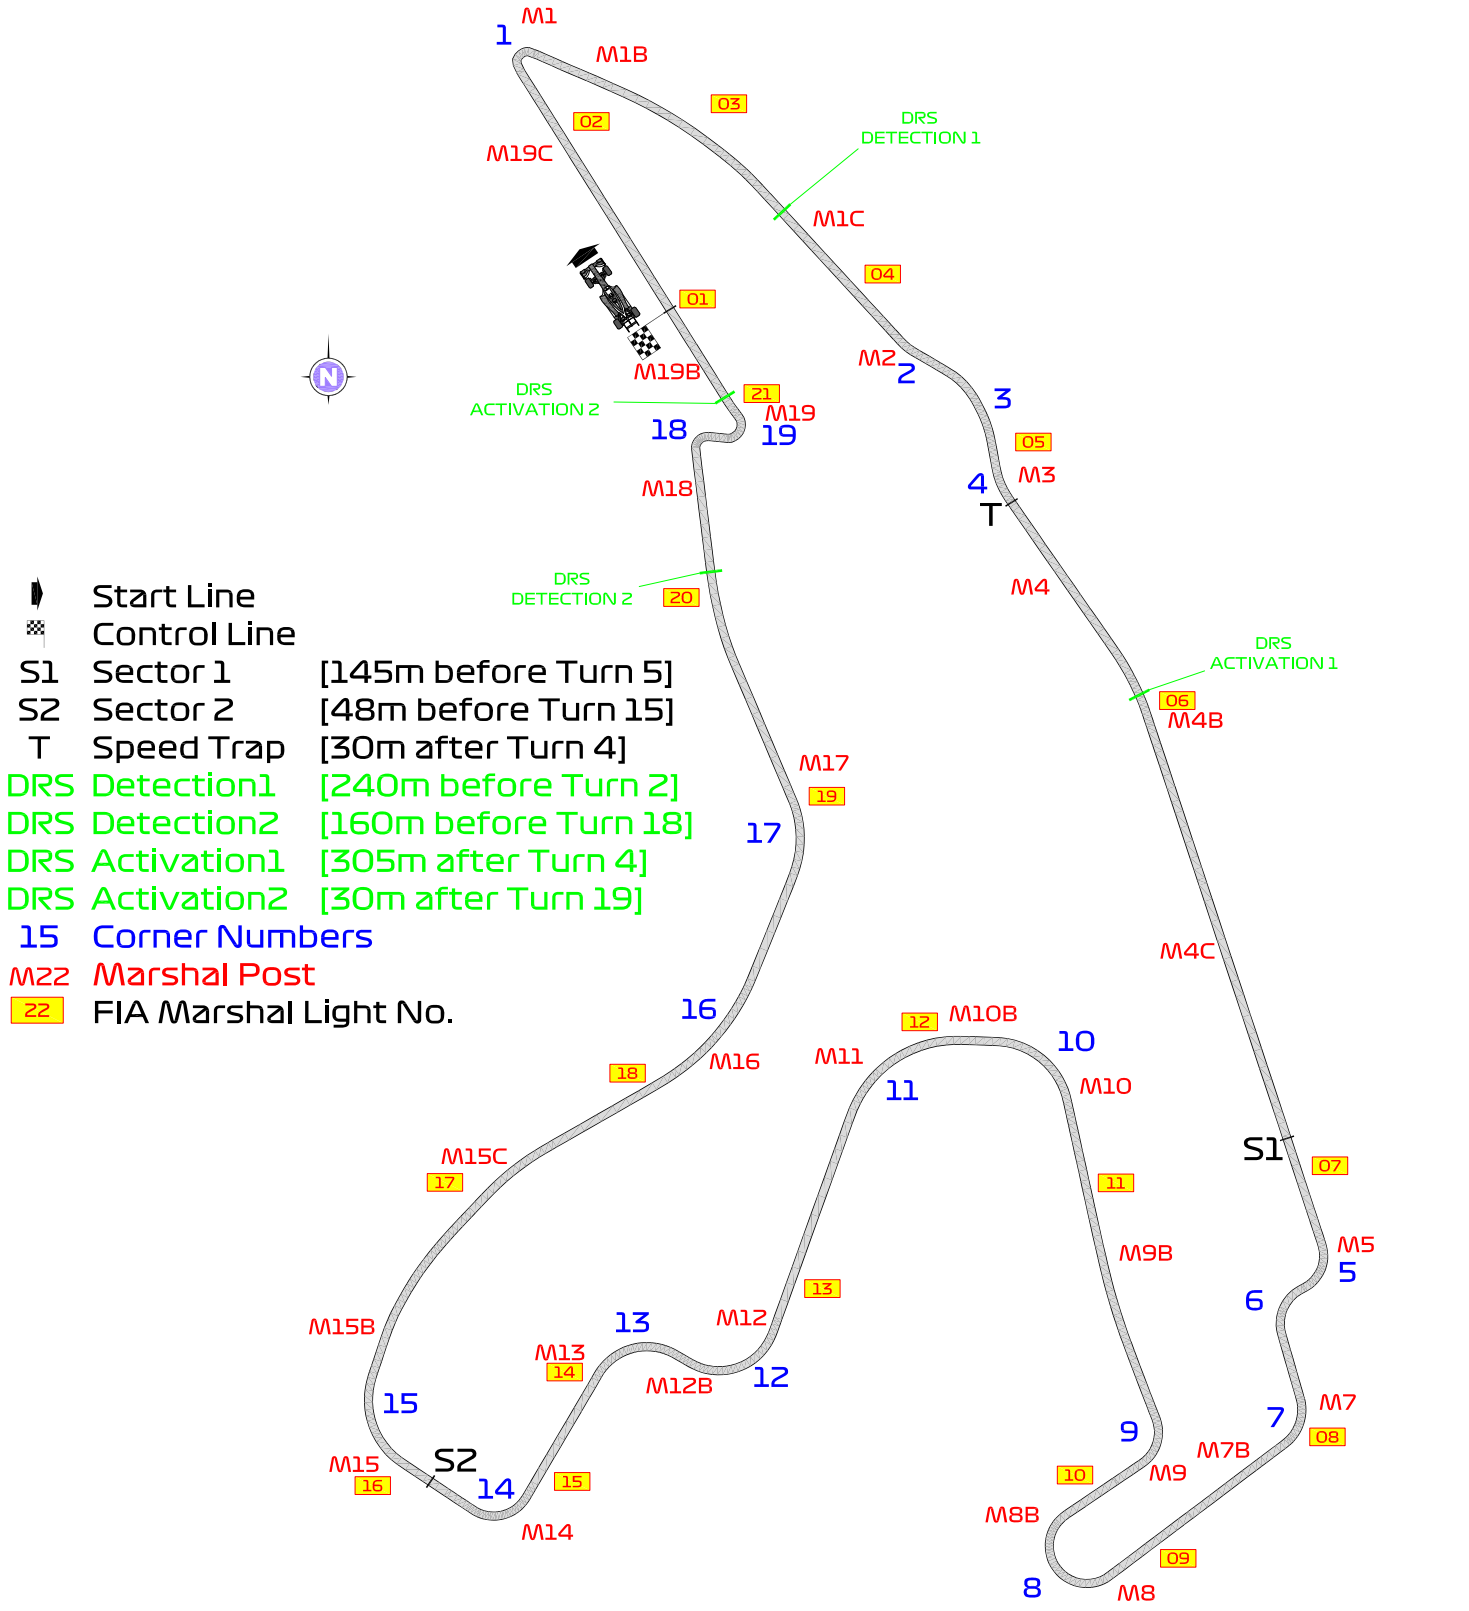 M1
1
M1B
03
02
DRS
DETECTION 1
M19C
M1C
04
01
M2
2
M19B
3
N
DRS
ACTIVATION 2
21
M19
18
19
05
4
M3
M18
T
DRS
DETECTION 2
20
M4
DRS
ACTIVATION 1
06
M4B
Start Line
Control Line
S1 Sector 1 [145m before Turn 5]
S2 Sector 2 [48m before Turn 15]
T Speed Trap [30m after Turn 4]
DRS Detection1 [240m before Turn 2]
DRS Detection2 [160m before Turn 18]
DRS Activation1 [305m after Turn 4]
DRS Activation2 [30m after Turn 19]
15 Corner Numbers
M22 Marshal Post
22 FIA Marshal Light No.
M17
19
17
M4C
16
12
M10B
10
M16
M11
18
11
M10
S1
07
M15C
17
11
M9B
M5
5
13
6
M15B
13
M12
M13
14
12
M12B
15
7
M7
08
9
M7B
M15
S2
16
14
15
10
M9
M14
M8B
09
8
M8